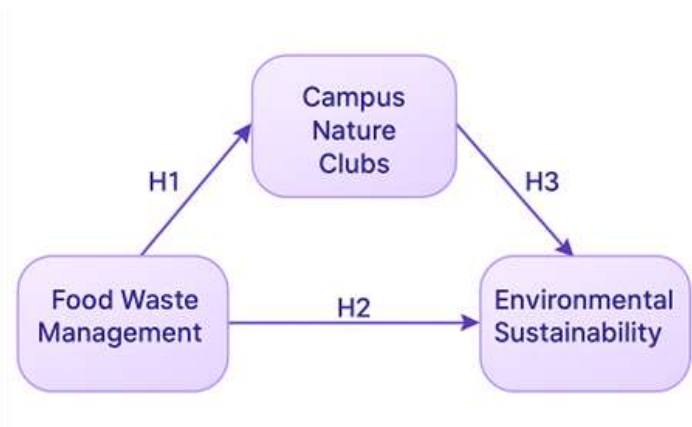 Campus
Nature
Clubs
H1
H3
Food Waste
Management
H2
Environmental
Sustainability